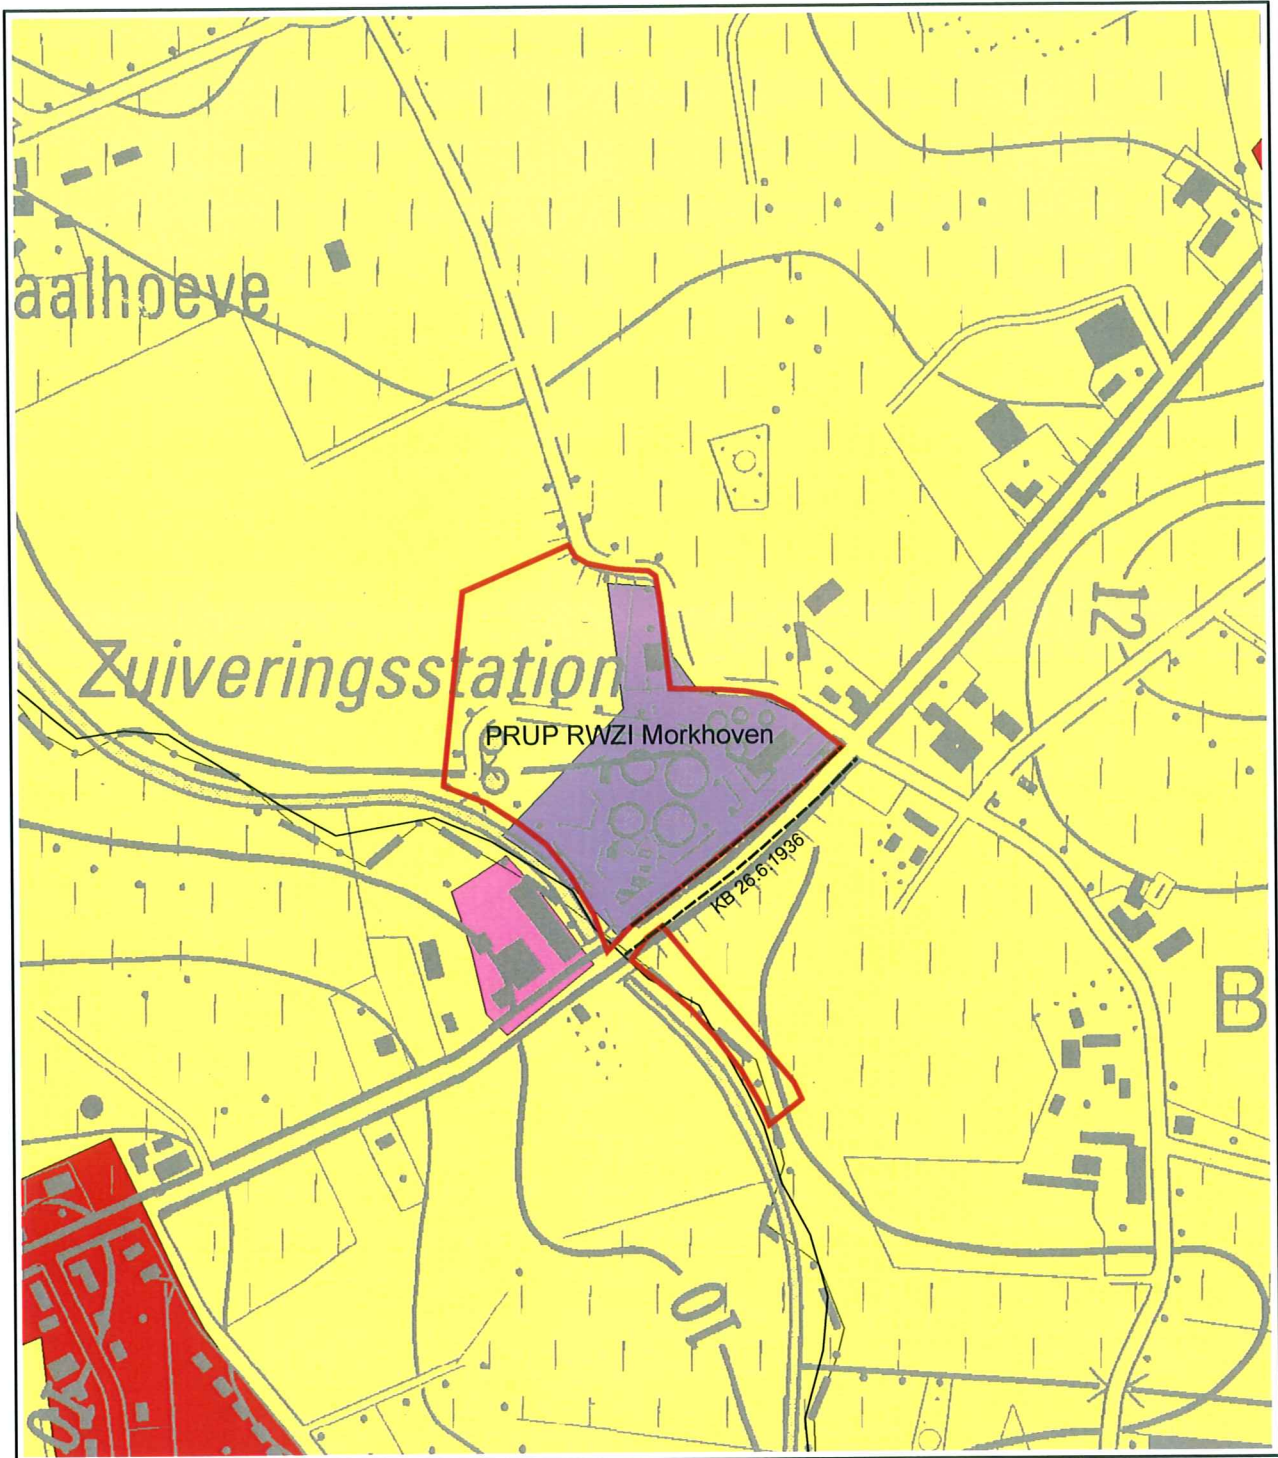 aalhoeve
Zuiveringsstation
PRUP RWZI Morkhoven
KB 26.6.1936
12
B
10